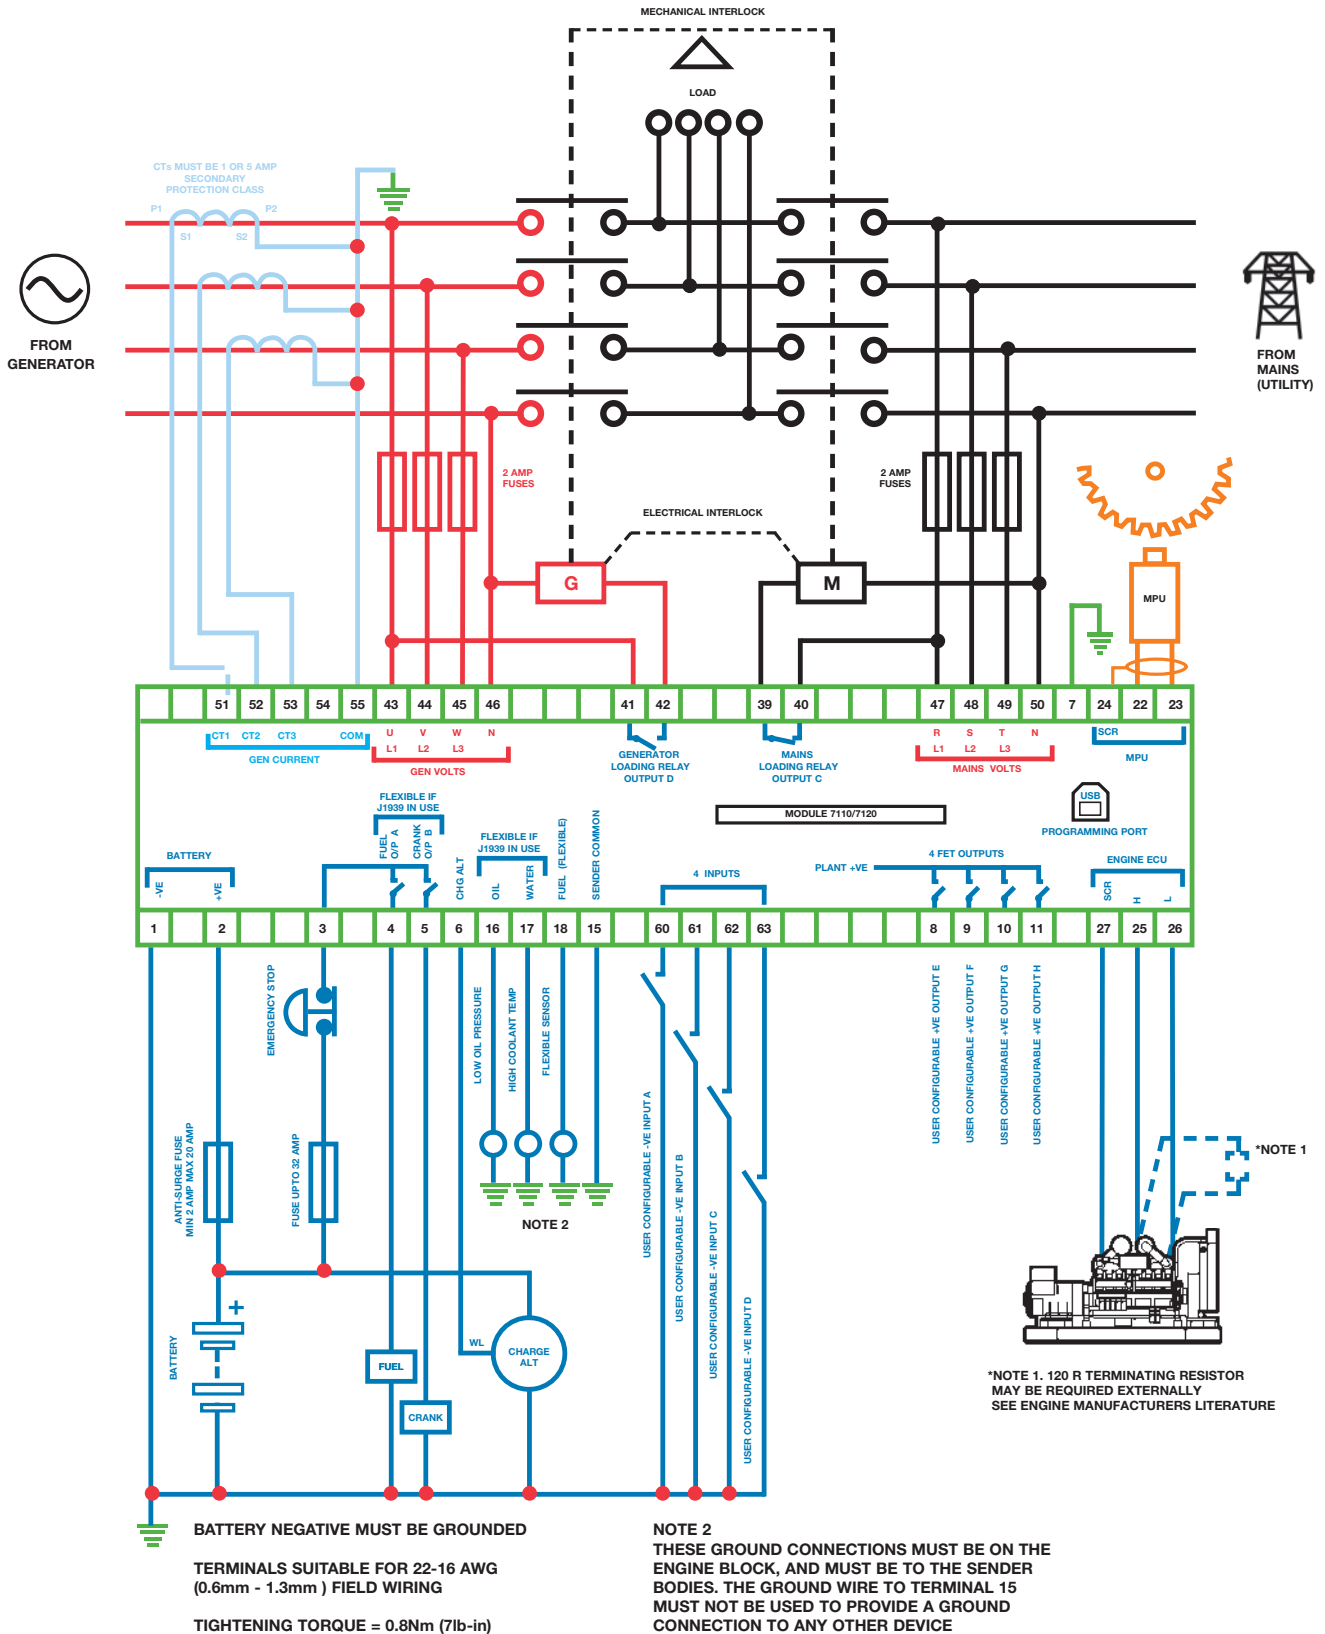 MECHANICAL INTERLOCK
LOAD
CTs MUST BE 1 OR 5 AMP
SECONDARY
PROTECTION CLASS
P1
P2
S1
S2
FROM
GENERATOR
FROM
MAINS
(UTILITY)
2 AMP
FUSES
2 AMP
FUSES
ELECTRICAL INTERLOCK
G
M
MPU
51 52 53 54 55 43 44 45 46 41 42 39 40 47 48 49 50 7 24 22 23
CT1 CT2 CT3 COM
GEN CURRENT
U V W N
L1 L2 L3
GEN VOLTS
GENERATOR
LOADING RELAY
OUTPUT D
MAINS
LOADING RELAY
OUTPUT C
R S T N
L1 L2 L3
MAINS VOLTS
SCR
MPU
MODULE 7110/7120
USB
PROGRAMMING PORT
BATTERY
-VE
+VE
FLEXIBLE IF
J1939 IN USE
FUEL
O/P A
CRANK
O/P B
CHG ALT
FLEXIBLE IF
J1939 IN USE
OIL
WATER
FUEL (FLEXIBLE)
SENDER COMMON
4 INPUTS
PLANT +VE
4 FET OUTPUTS
ENGINE ECU
SCR
H
L
1 2 3 4 5 6 16 17 18 15 60 61 62 63 8 9 10 11 27 25 26
EMERGENCY STOP
LOW OIL PRESSURE
HIGH COOLANT TEMP
FLEXIBLE SENSOR
USER CONFIGURABLE -VE INPUT A
USER CONFIGURABLE -VE INPUT B
USER CONFIGURABLE -VE INPUT C
USER CONFIGURABLE -VE INPUT D
USER CONFIGURABLE +VE OUTPUT E
USER CONFIGURABLE +VE OUTPUT F
USER CONFIGURABLE +VE OUTPUT G
USER CONFIGURABLE +VE OUTPUT H
ANTI-SURGE FUSE
MIN 2 AMP MAX 20 AMP
FUSE UPTO 32 AMP
NOTE 2
*NOTE 1
+
BATTERY
FUEL
CRANK
WL
CHARGE
ALT
*NOTE 1. 120 R TERMINATING RESISTOR
MAY BE REQUIRED EXTERNALLY
SEE ENGINE MANUFACTURERS LITERATURE
BATTERY NEGATIVE MUST BE GROUNDED
TERMINALS SUITABLE FOR 22-16 AWG
(0.6mm - 1.3mm ) FIELD WIRING
TIGHTENING TORQUE = 0.8Nm (7lb-in)
NOTE 2
THESE GROUND CONNECTIONS MUST BE ON THE
ENGINE BLOCK, AND MUST BE TO THE SENDER
BODIES. THE GROUND WIRE TO TERMINAL 15
MUST NOT BE USED TO PROVIDE A GROUND
CONNECTION TO ANY OTHER DEVICE